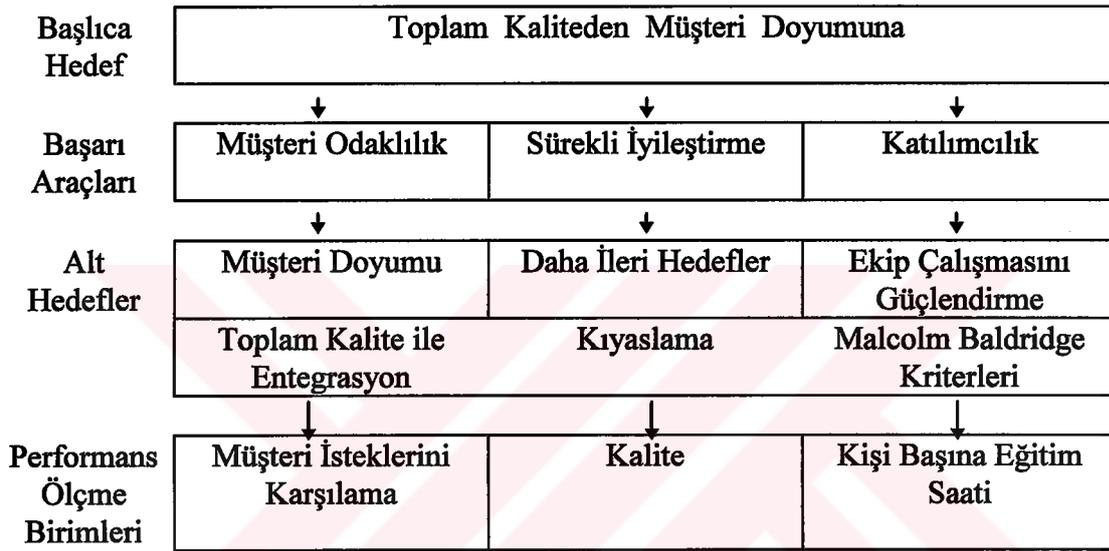 Başlıca
Hedef
Toplam Kaliteden Müşteri Doyumuna
Başarı
Araçları
Müşteri Odaklılık
Sürekli İyileştirme
Katılımcılık
Alt
Hedefler
Müşteri Doyumu
Daha İleri Hedefler
Ekip Çalışmasını
Güçlendirme
Toplam Kalite ile
Entegrasyon
Kıyaslama
Malcolm Baldridge
Kriterleri
Performans
Ölçme
Birimleri
Müşteri İsteklerini
Karşılama
Kalite
Kişi Başına Eğitim
Saati